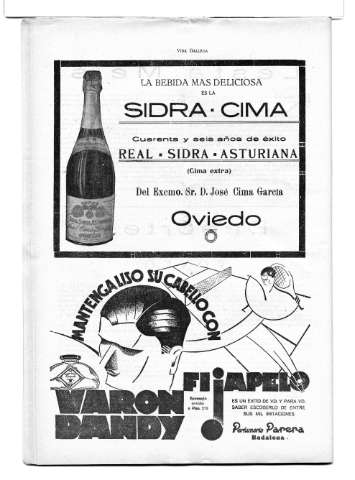 VIDA GALLEGA
LA BEBIDA MAS DELICIOSA
ES LA
SIDRA · CIMA
Cuarenta y seis años de éxito
REAL · SIDRA · ASTURIANA
(Cima extra)
Del Excmo. Sr. D. José Cima García
Oviedo
MANTENGA LISO SU CABELLO CON
FIJAPELO
VARON
DANDY
ES UN EXITO DE VD. Y PARA VD.
SABER ESCOGERLO DE ENTRE
SUS MIL IMITACIONES
Perfumería Parera
Badalona